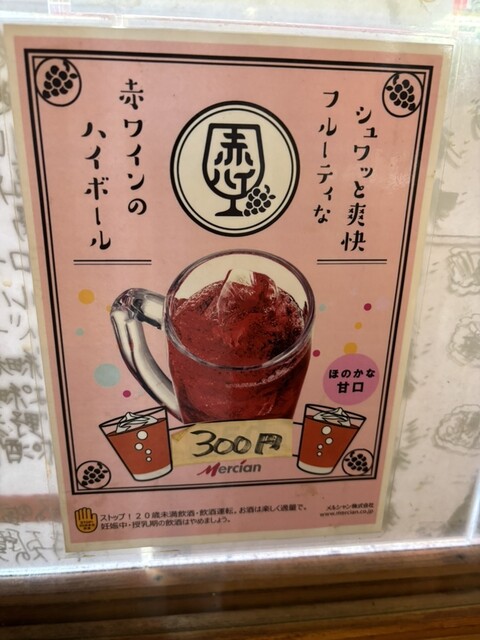 シュワッと爽快
フルーティな
赤ハイ
赤ワインの
ハイボール
ほのかな
甘口
300円
Mercian
ストップ!20歳未満飲酒・飲酒運転。お酒は楽しく適量で。
妊娠中・授乳期の飲酒はやめましょう。
メルシャン株式会社
www.mercian.co.jp